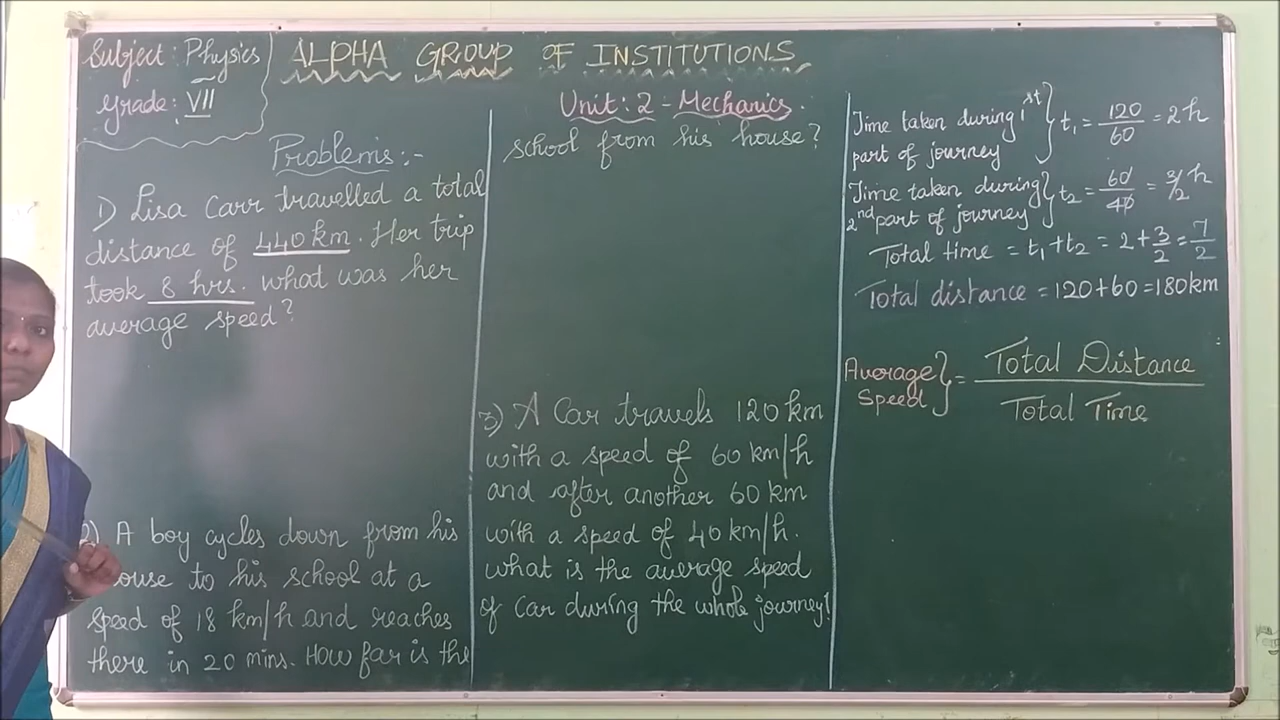 Subject: Physics
Grade: VII
ALPHA GROUP OF INSTITUTIONS
Unit: 2 - Mechanics.
Problems:-
1) Lisa Carr travelled a total
distance of 440 km. Her trip
took 8 hrs. what was her
average speed?
2) A boy cycles down from his
house to his school at a
speed of 18 km/h and reaches
there in 20 mins. How far is the
school from his house?
3) A Car travels 120 km
with a speed of 60 km/h
and after another 60 km
with a speed of 40 km/h.
what is the average speed
of Car during the whole journey?
Time taken during 1st
part of journey } t₁ = 120/60 = 2 h
Time taken during
2nd part of journey } t₂ = 60/40 = 3/2 h
Total time = t₁ + t₂ = 2 + 3/2 = 7/2
Total distance = 120 + 60 = 180 km
Average
Speed } = Total Distance / Total Time